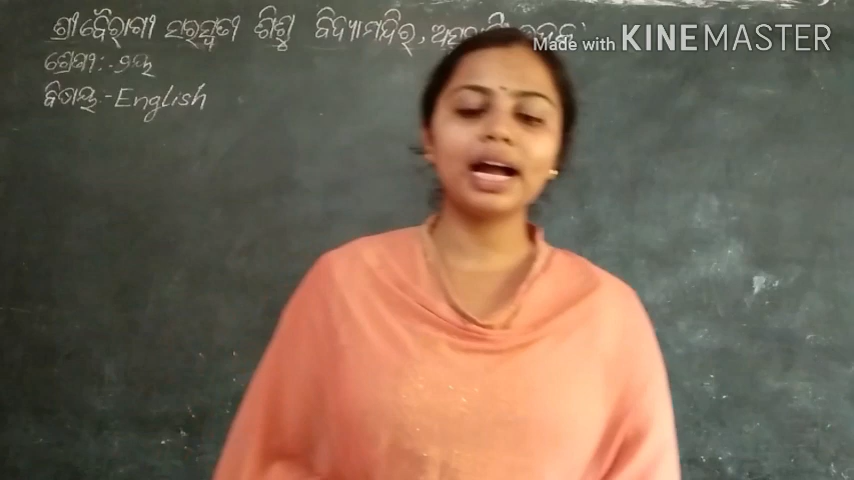 ଶ୍ରୀ ବୈରାଗୀ ସରସ୍ୱତୀ ଶିଶୁ ବିଦ୍ୟାମନ୍ଦିର,
Made with KINEMASTER
ଶ୍ରେଣୀ:-୨ୟ
ବିଷୟ:-English